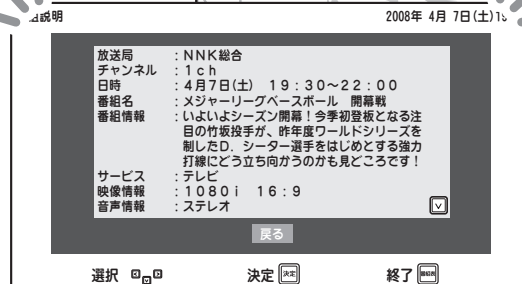 説明 2008年 4月 7日(土)
放送局 :NNK総合
チャンネル :1ch
日時 :4月7日(土) 19:30〜22:00
番組名 :メジャーリーグベースボール 開幕戦
番組情報 :いよいよシーズン開幕!今季初登板となる注
目の竹坂投手が、昨年度ワールドシリーズを
制したD.シーター選手をはじめとする強力
打線にどう立ち向かうのかも見どころです!
サービス :テレビ
映像情報 :1080i 16:9
音声情報 :ステレオ
戻る
選択 決定 決定 終了 番組表